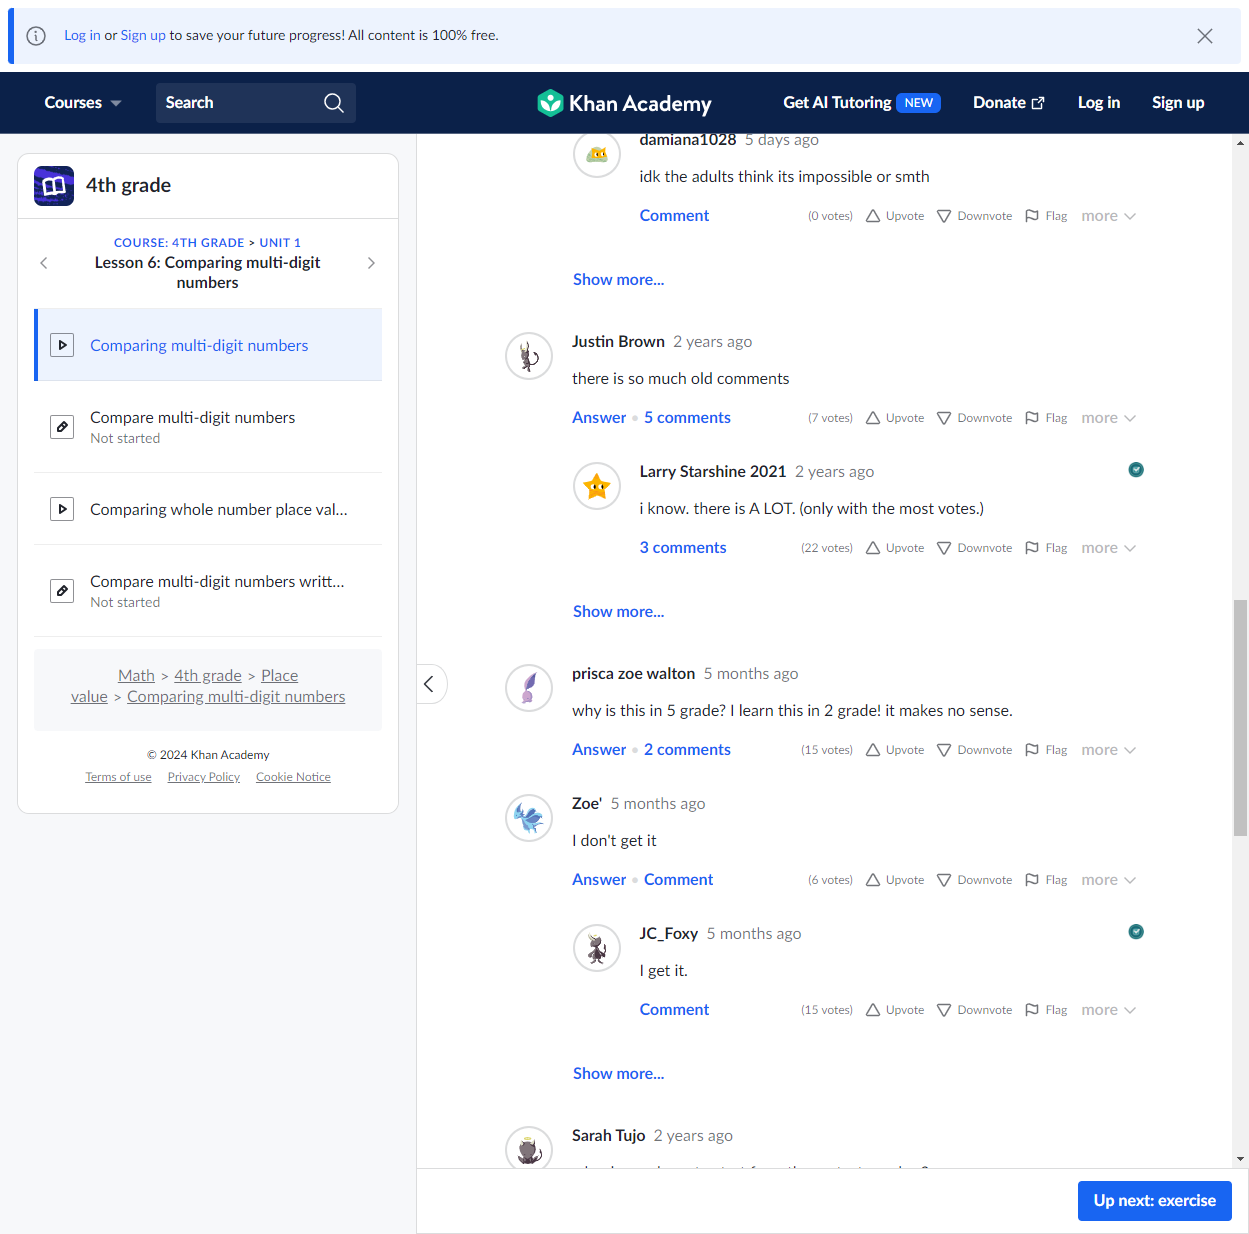 Log in or Sign up to save your future progress! All content is 100% free.
Courses
Search
Khan Academy
Get AI Tutoring NEW
Donate
Log in
Sign up
4th grade
COURSE: 4TH GRADE > UNIT 1
Lesson 6: Comparing multi-digit
numbers
Comparing multi-digit numbers
Compare multi-digit numbers
Not started
Comparing whole number place val...
Compare multi-digit numbers writt...
Not started
Math > 4th grade > Place
value > Comparing multi-digit numbers
© 2024 Khan Academy
Terms of use Privacy Policy Cookie Notice
damiana1028 5 days ago
idk the adults think its impossible or smth
Comment (0 votes) Upvote Downvote Flag more
Show more...
Justin Brown 2 years ago
there is so much old comments
Answer • 5 comments (7 votes) Upvote Downvote Flag more
Larry Starshine 2021 2 years ago
i know. there is A LOT. (only with the most votes.)
3 comments (22 votes) Upvote Downvote Flag more
Show more...
prisca zoe walton 5 months ago
why is this in 5 grade? I learn this in 2 grade! it makes no sense.
Answer • 2 comments (15 votes) Upvote Downvote Flag more
Zoe' 5 months ago
I don't get it
Answer • Comment (6 votes) Upvote Downvote Flag more
JC_Foxy 5 months ago
I get it.
Comment (15 votes) Upvote Downvote Flag more
Show more...
Sarah Tujo 2 years ago
Up next: exercise